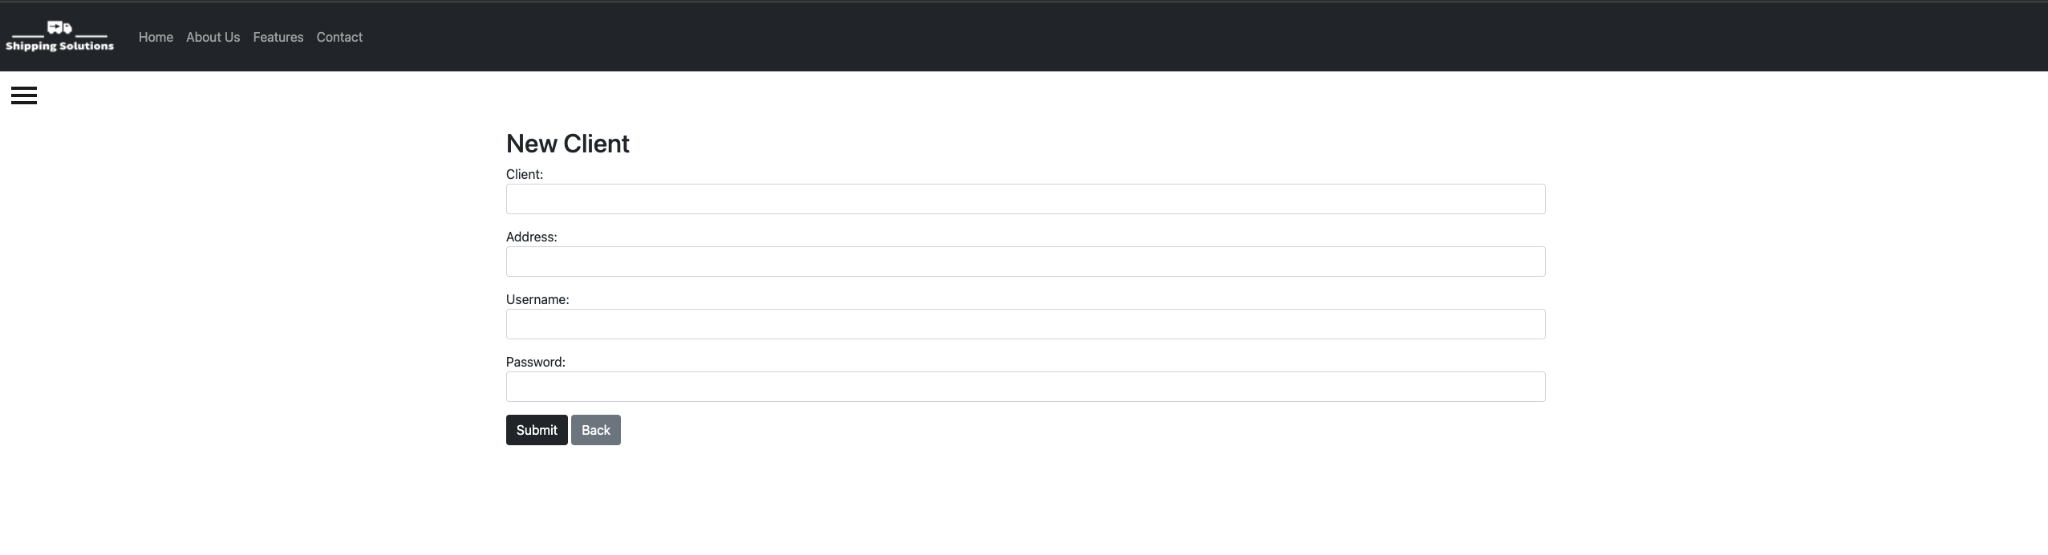 Shipping Solutions
Home About Us Features Contact
New Client
Client:
Address:
Username:
Password:
Submit Back